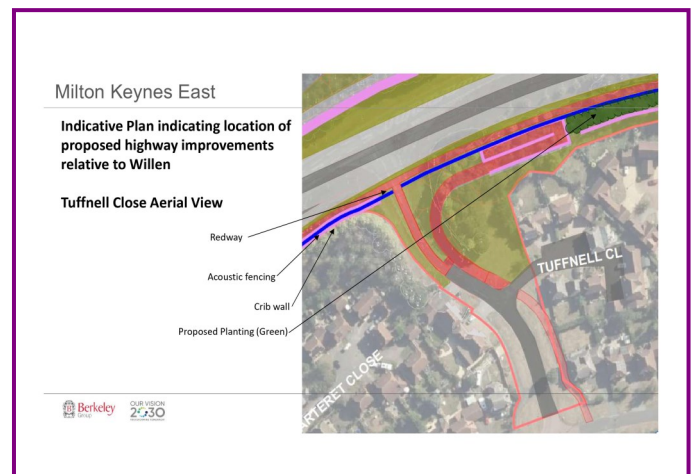 Milton Keynes East
Indicative Plan indicating location of
proposed highway improvements
relative to Willen
Tuffnell Close Aerial View
Redway
Acoustic fencing
Crib wall
Proposed Planting (Green)
TUFFNELL CL
ARTERET CLOSE
Berkeley
Group
OUR VISION
2030